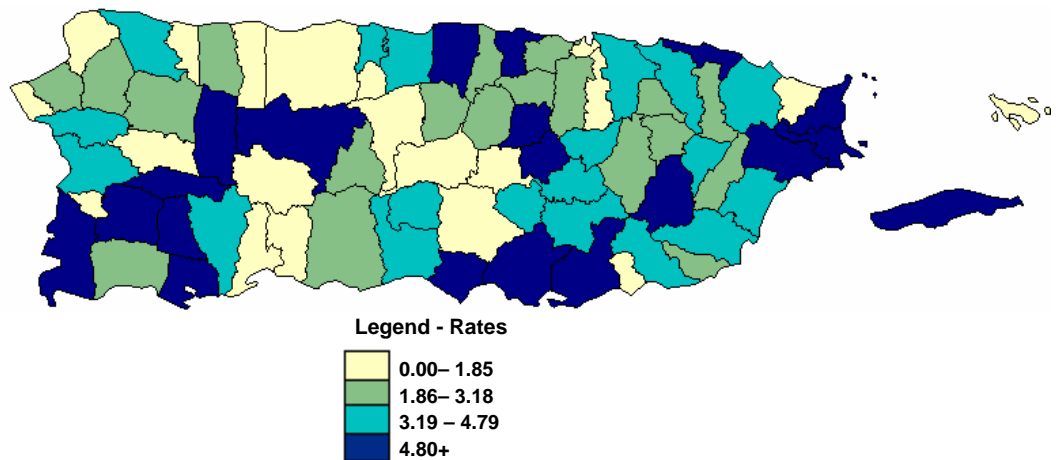 Legend - Rates
0.00– 1.85
1.86– 3.18
3.19 – 4.79
4.80+